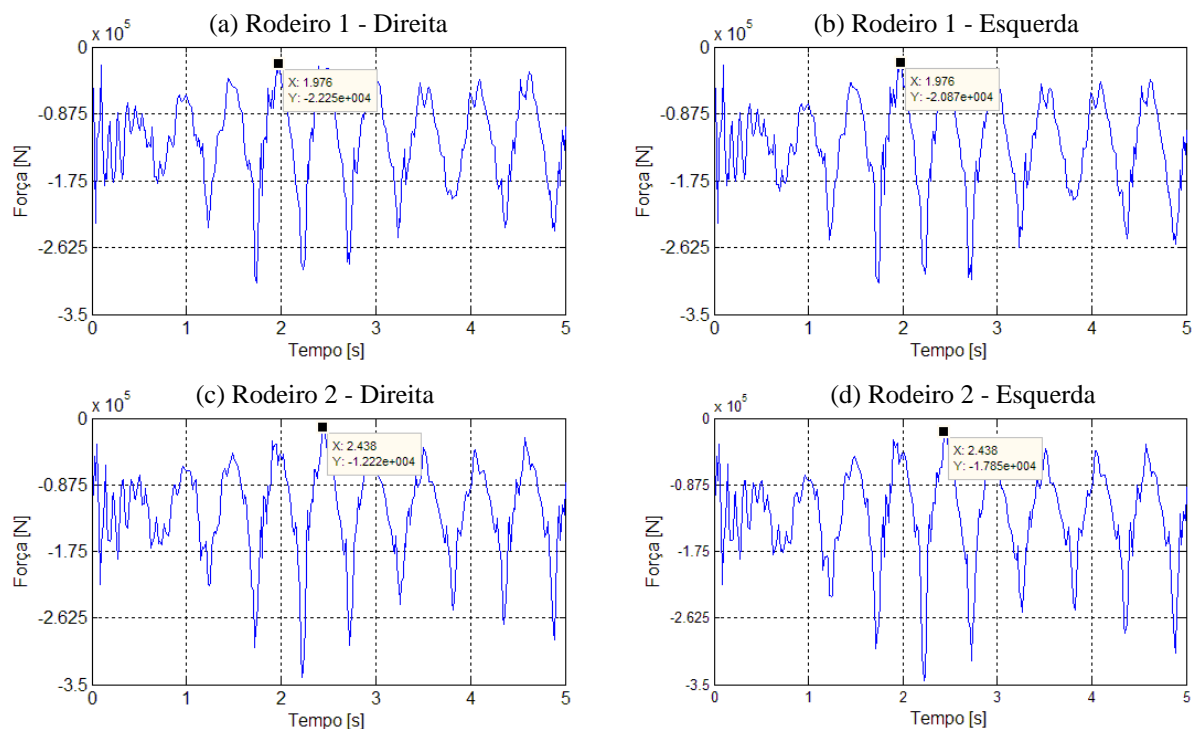 (a) Rodeiro 1 - Direita
x 10^5
0
-0.875
-1.75
-2.625
-3.5
Força [N]
X: 1.976
Y: -2.225e+004
0 1 2 3 4 5
Tempo [s]
(b) Rodeiro 1 - Esquerda
x 10^5
0
-0.875
-1.75
-2.625
-3.5
Força [N]
X: 1.976
Y: -2.087e+004
0 1 2 3 4 5
Tempo [s]
(c) Rodeiro 2 - Direita
x 10^5
0
-0.875
-1.75
-2.625
-3.5
Força [N]
X: 2.438
Y: -1.222e+004
0 1 2 3 4 5
Tempo [s]
(d) Rodeiro 2 - Esquerda
x 10^5
0
-0.875
-1.75
-2.625
-3.5
Força [N]
X: 2.438
Y: -1.785e+004
0 1 2 3 4 5
Tempo [s]